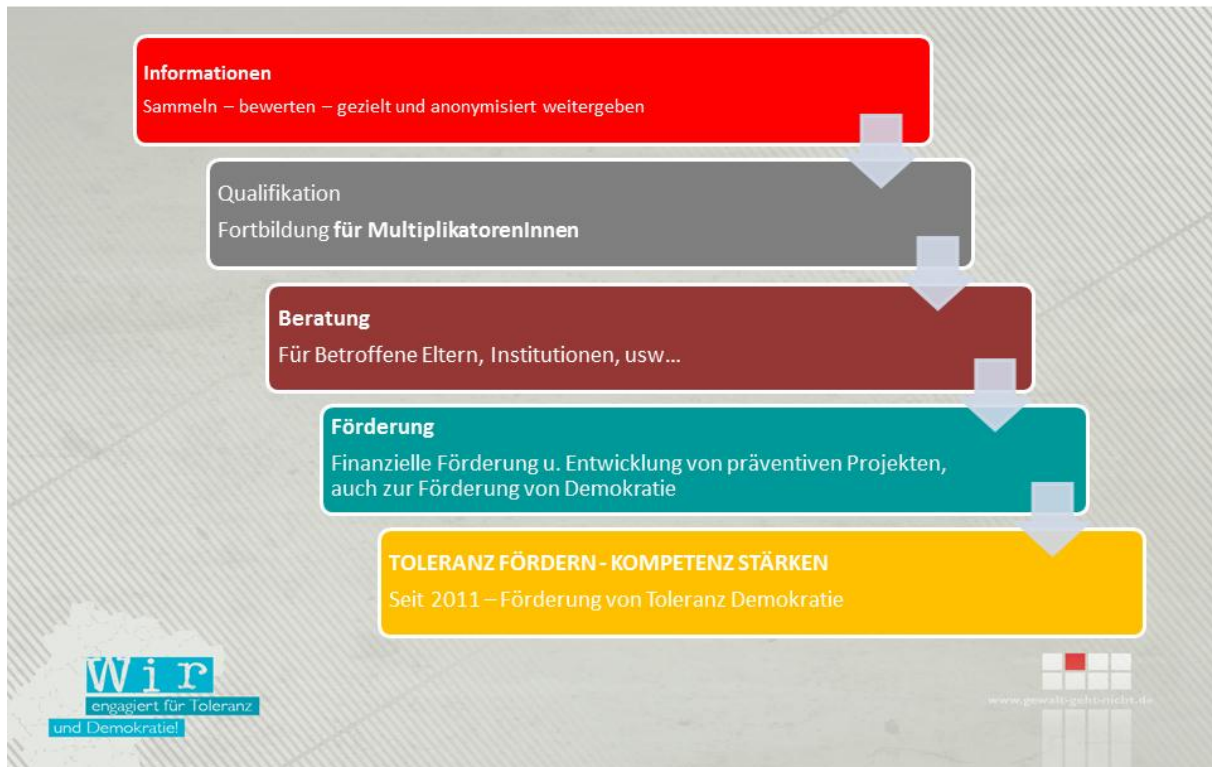 Informationen
Sammeln – bewerten – gezielt und anonymisiert weitergeben
Qualifikation
Fortbildung für MultiplikatorenInnen
Beratung
Für Betroffene Eltern, Institutionen, usw...
Förderung
Finanzielle Förderung u. Entwicklung von präventiven Projekten,
auch zur Förderung von Demokratie
TOLERANZ FÖRDERN - KOMPETENZ STÄRKEN
Seit 2011 – Förderung von Toleranz Demokratie
Wir
engagiert für Toleranz
und Demokratie!
www.gewalt-geht-nicht.de